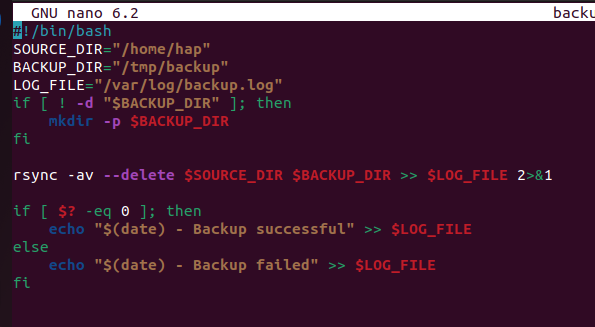 GNU nano 6.2 backu
#!/bin/bash
SOURCE_DIR="/home/hap"
BACKUP_DIR="/tmp/backup"
LOG_FILE="/var/log/backup.log"
if [ ! -d "$BACKUP_DIR" ]; then
    mkdir -p $BACKUP_DIR
fi

rsync -av --delete $SOURCE_DIR $BACKUP_DIR >> $LOG_FILE 2>&1

if [ $? -eq 0 ]; then
    echo "$(date) - Backup successful" >> $LOG_FILE
else
    echo "$(date) - Backup failed" >> $LOG_FILE
fi